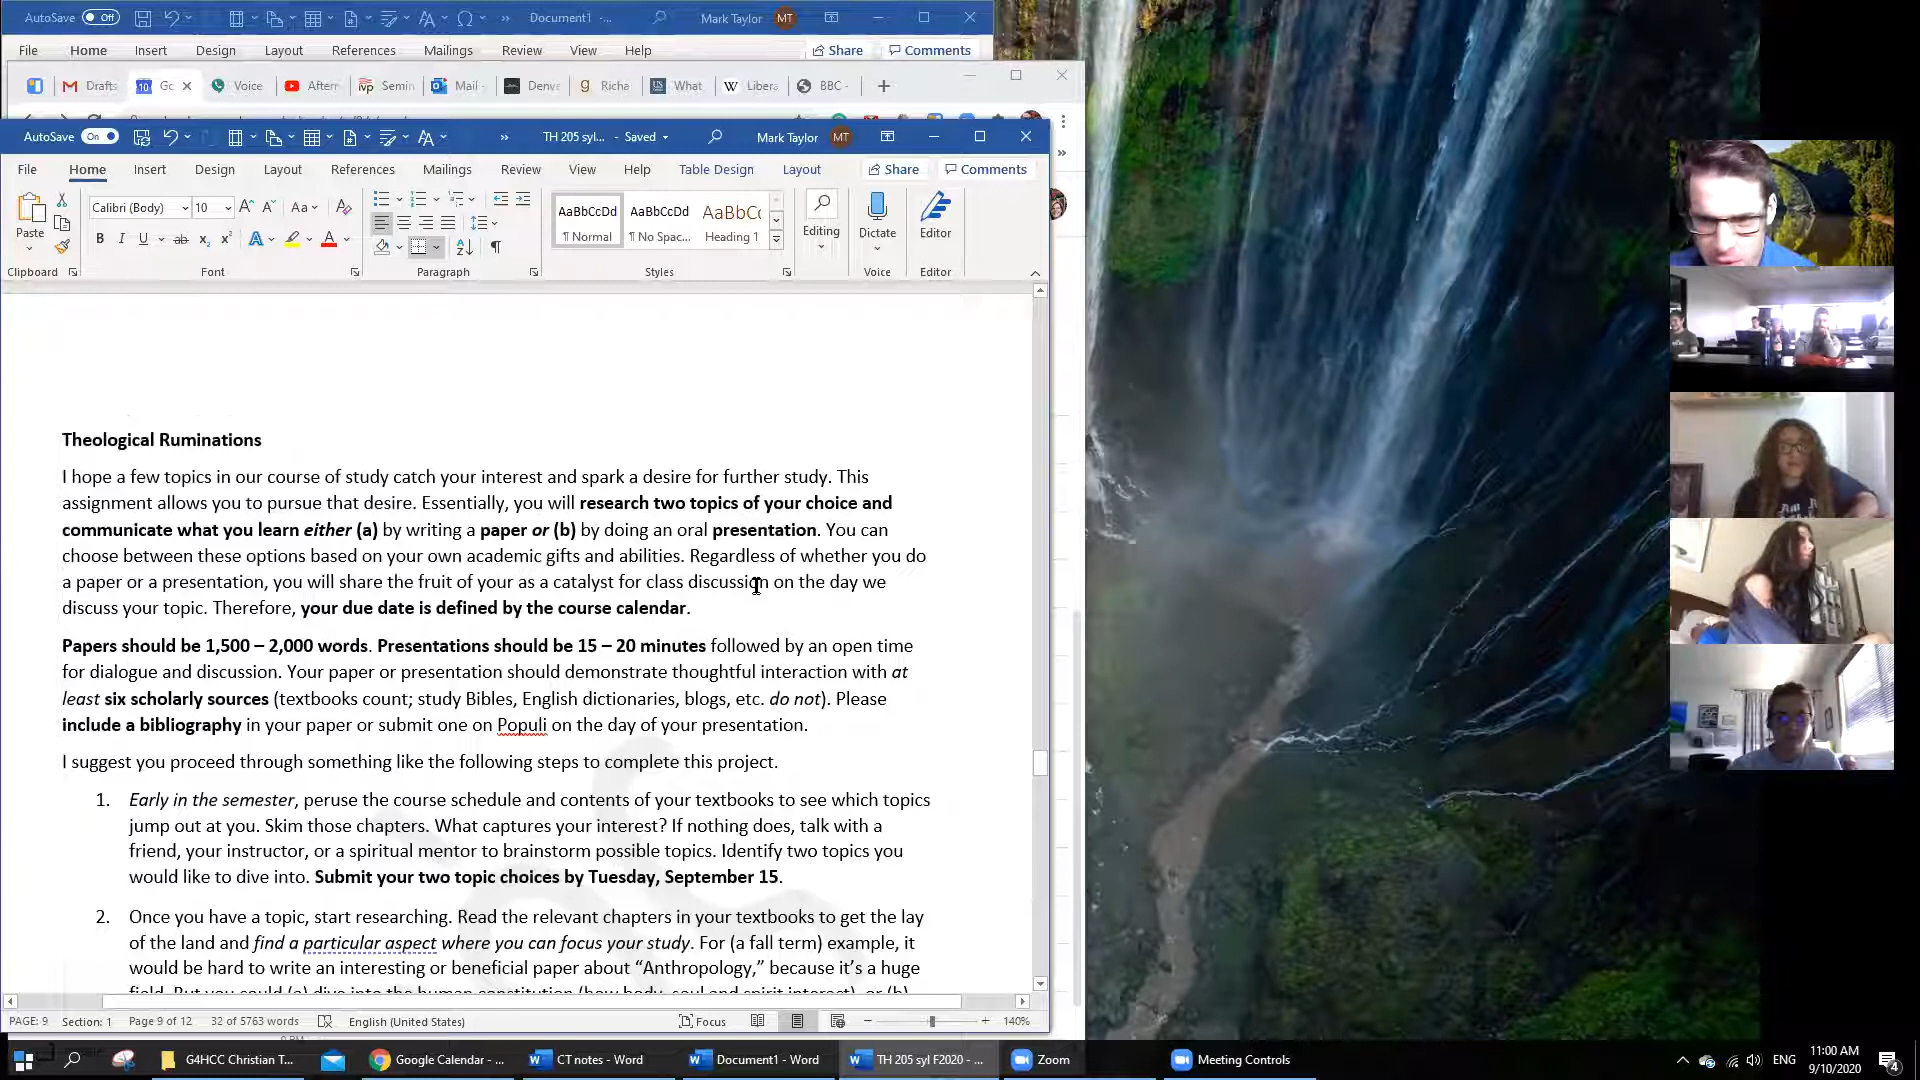 AutoSave Off Document1 -... Mark Taylor MT
File Home Insert Design Layout References Mailings Review View Help Share Comments
Drafts Gc Voice Afterr Semin Mail - Denve Richa What Libera BBC -
AutoSave On TH 205 syl... - Saved Mark Taylor MT
File Home Insert Design Layout References Mailings Review View Help Table Design Layout Share Comments
Paste Calibri (Body) 10 AaBbCcDd AaBbCcDd AaBbCc Editing Dictate Editor
¶ Normal ¶ No Spac... Heading 1
Clipboard Font Paragraph Styles Voice Editor
Theological Ruminations
I hope a few topics in our course of study catch your interest and spark a desire for further study. This
assignment allows you to pursue that desire. Essentially, you will research two topics of your choice and
communicate what you learn either (a) by writing a paper or (b) by doing an oral presentation. You can
choose between these options based on your own academic gifts and abilities. Regardless of whether you do
a paper or a presentation, you will share the fruit of your as a catalyst for class discussion on the day we
discuss your topic. Therefore, your due date is defined by the course calendar.
Papers should be 1,500 – 2,000 words. Presentations should be 15 – 20 minutes followed by an open time
for dialogue and discussion. Your paper or presentation should demonstrate thoughtful interaction with at
least six scholarly sources (textbooks count; study Bibles, English dictionaries, blogs, etc. do not). Please
include a bibliography in your paper or submit one on Populi on the day of your presentation.
I suggest you proceed through something like the following steps to complete this project.
1. Early in the semester, peruse the course schedule and contents of your textbooks to see which topics
jump out at you. Skim those chapters. What captures your interest? If nothing does, talk with a
friend, your instructor, or a spiritual mentor to brainstorm possible topics. Identify two topics you
would like to dive into. Submit your two topic choices by Tuesday, September 15.
2. Once you have a topic, start researching. Read the relevant chapters in your textbooks to get the lay
of the land and find a particular aspect where you can focus your study. For (a fall term) example, it
would be hard to write an interesting or beneficial paper about “Anthropology,” because it’s a huge
field. But you could (a) dive into the human constitution (how body, soul and spirit interact), or (b)
PAGE: 9 Section: 1 Page 9 of 12 32 of 5763 words English (United States) Focus 140%
G4HCC Christian T... Google Calendar - ... CT notes - Word Document1 - Word TH 205 syl F2020 - ... Zoom Meeting Controls ENG 11:00 AM
9/10/2020 4